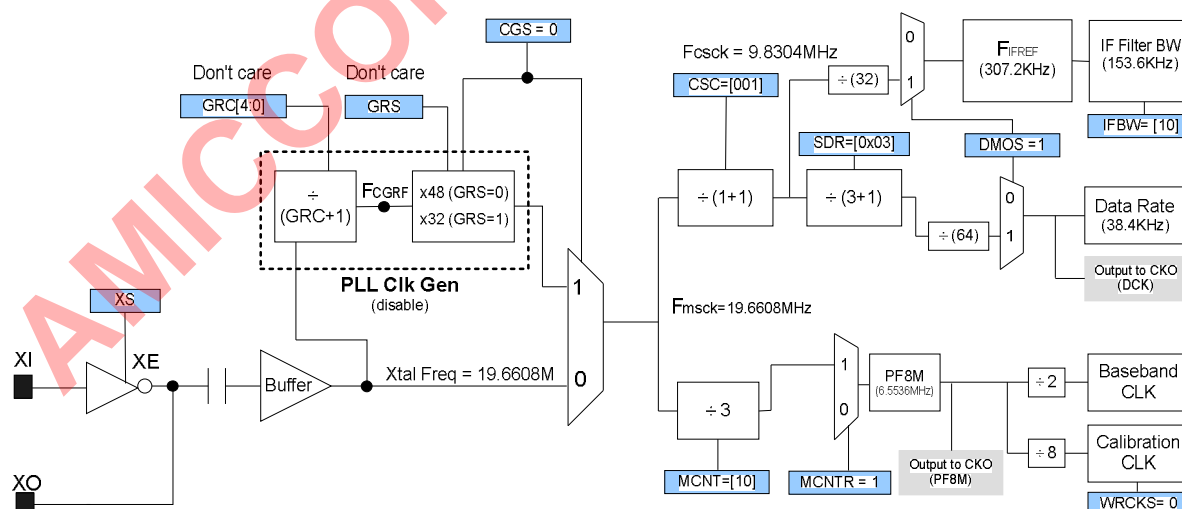 CGS = 0
Don't care
Don't care
GRC[4:0]
GRS
÷
(GRC+1)
FCGRF
x48 (GRS=0)
x32 (GRS=1)
PLL Clk Gen
(disable)
XS
XI
XE
XO
Buffer
Xtal Freq = 19.6608M
1
0
Fmsck=19.6608MHz
Fcsck = 9.8304MHz
CSC=[001]
÷ (1+1)
÷ (32)
0
1
FIFREF
(307.2KHz)
IF Filter BW
(153.6KHz)
IFBW= [10]
SDR=[0x03]
÷ (3+1)
DMOS =1
÷ (64)
0
1
Data Rate
(38.4KHz)
Output to CKO
(DCK)
÷ 3
MCNT=[10]
1
0
MCNTR = 1
PF8M
(6.5536MHz)
Output to CKO
(PF8M)
÷ 2
Baseband
CLK
÷ 8
Calibration
CLK
WRCKS= 0
AMICCOM